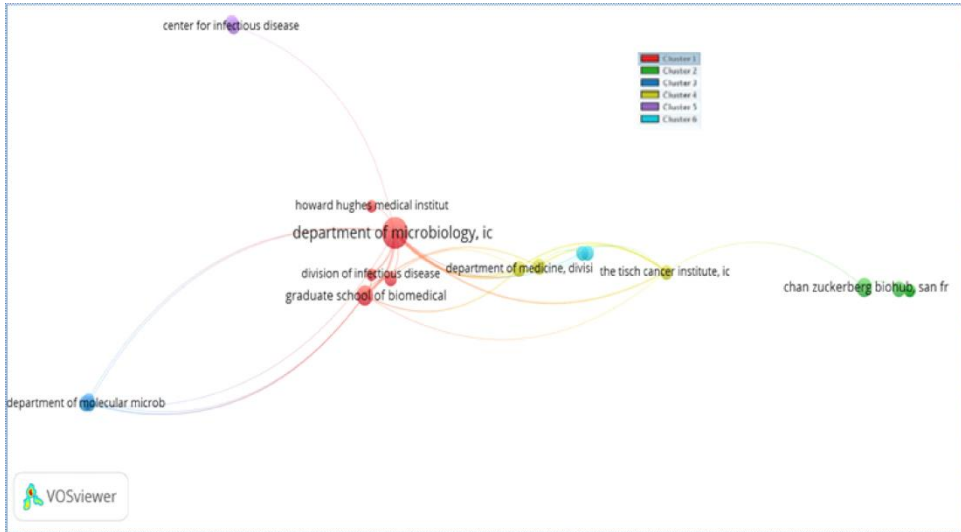 center for infectious disease
Cluster 1
Cluster 2
Cluster 3
Cluster 4
Cluster 5
Cluster 6
howard hughes medical institut
department of microbiology, ic
division of infectious disease
department of medicine, divisi
the tisch cancer institute, ic
graduate school of biomedical
chan zuckerberg biohub, san fr
department of molecular microb
VOSviewer